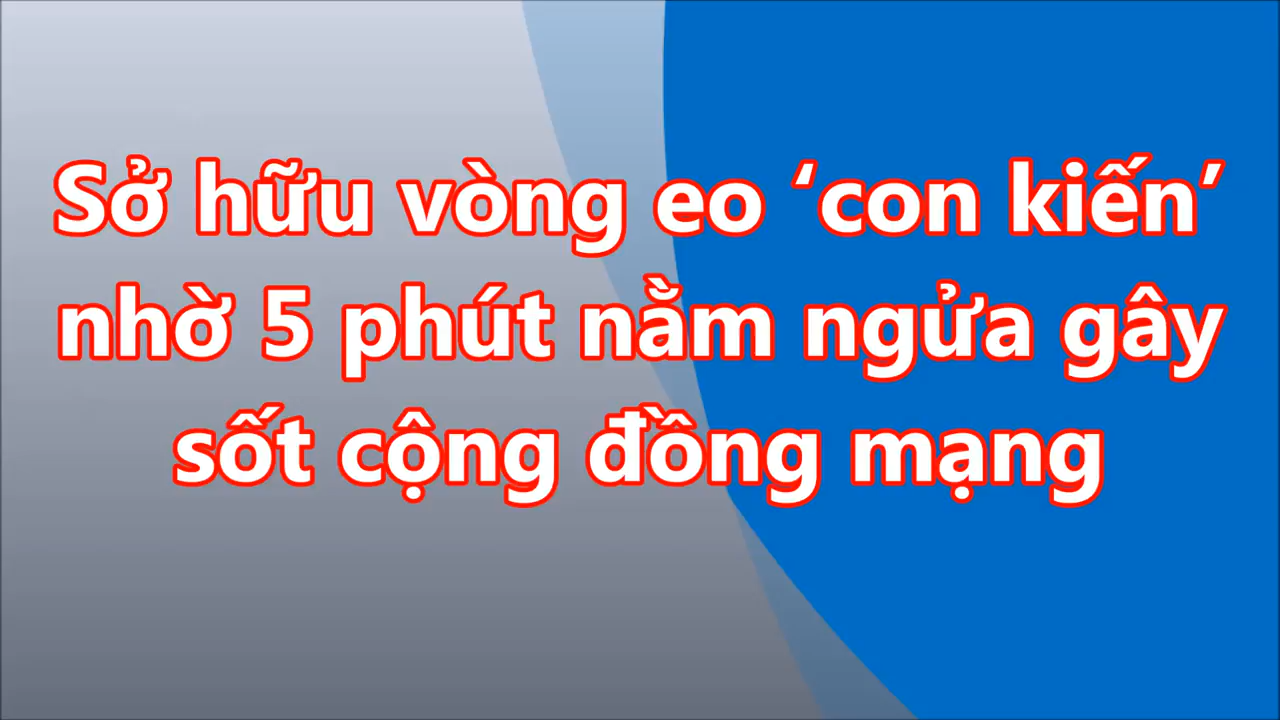 Sở hữu vòng eo ‘con kiến’
nhờ 5 phút nằm ngửa gây
sốt cộng đồng mạng